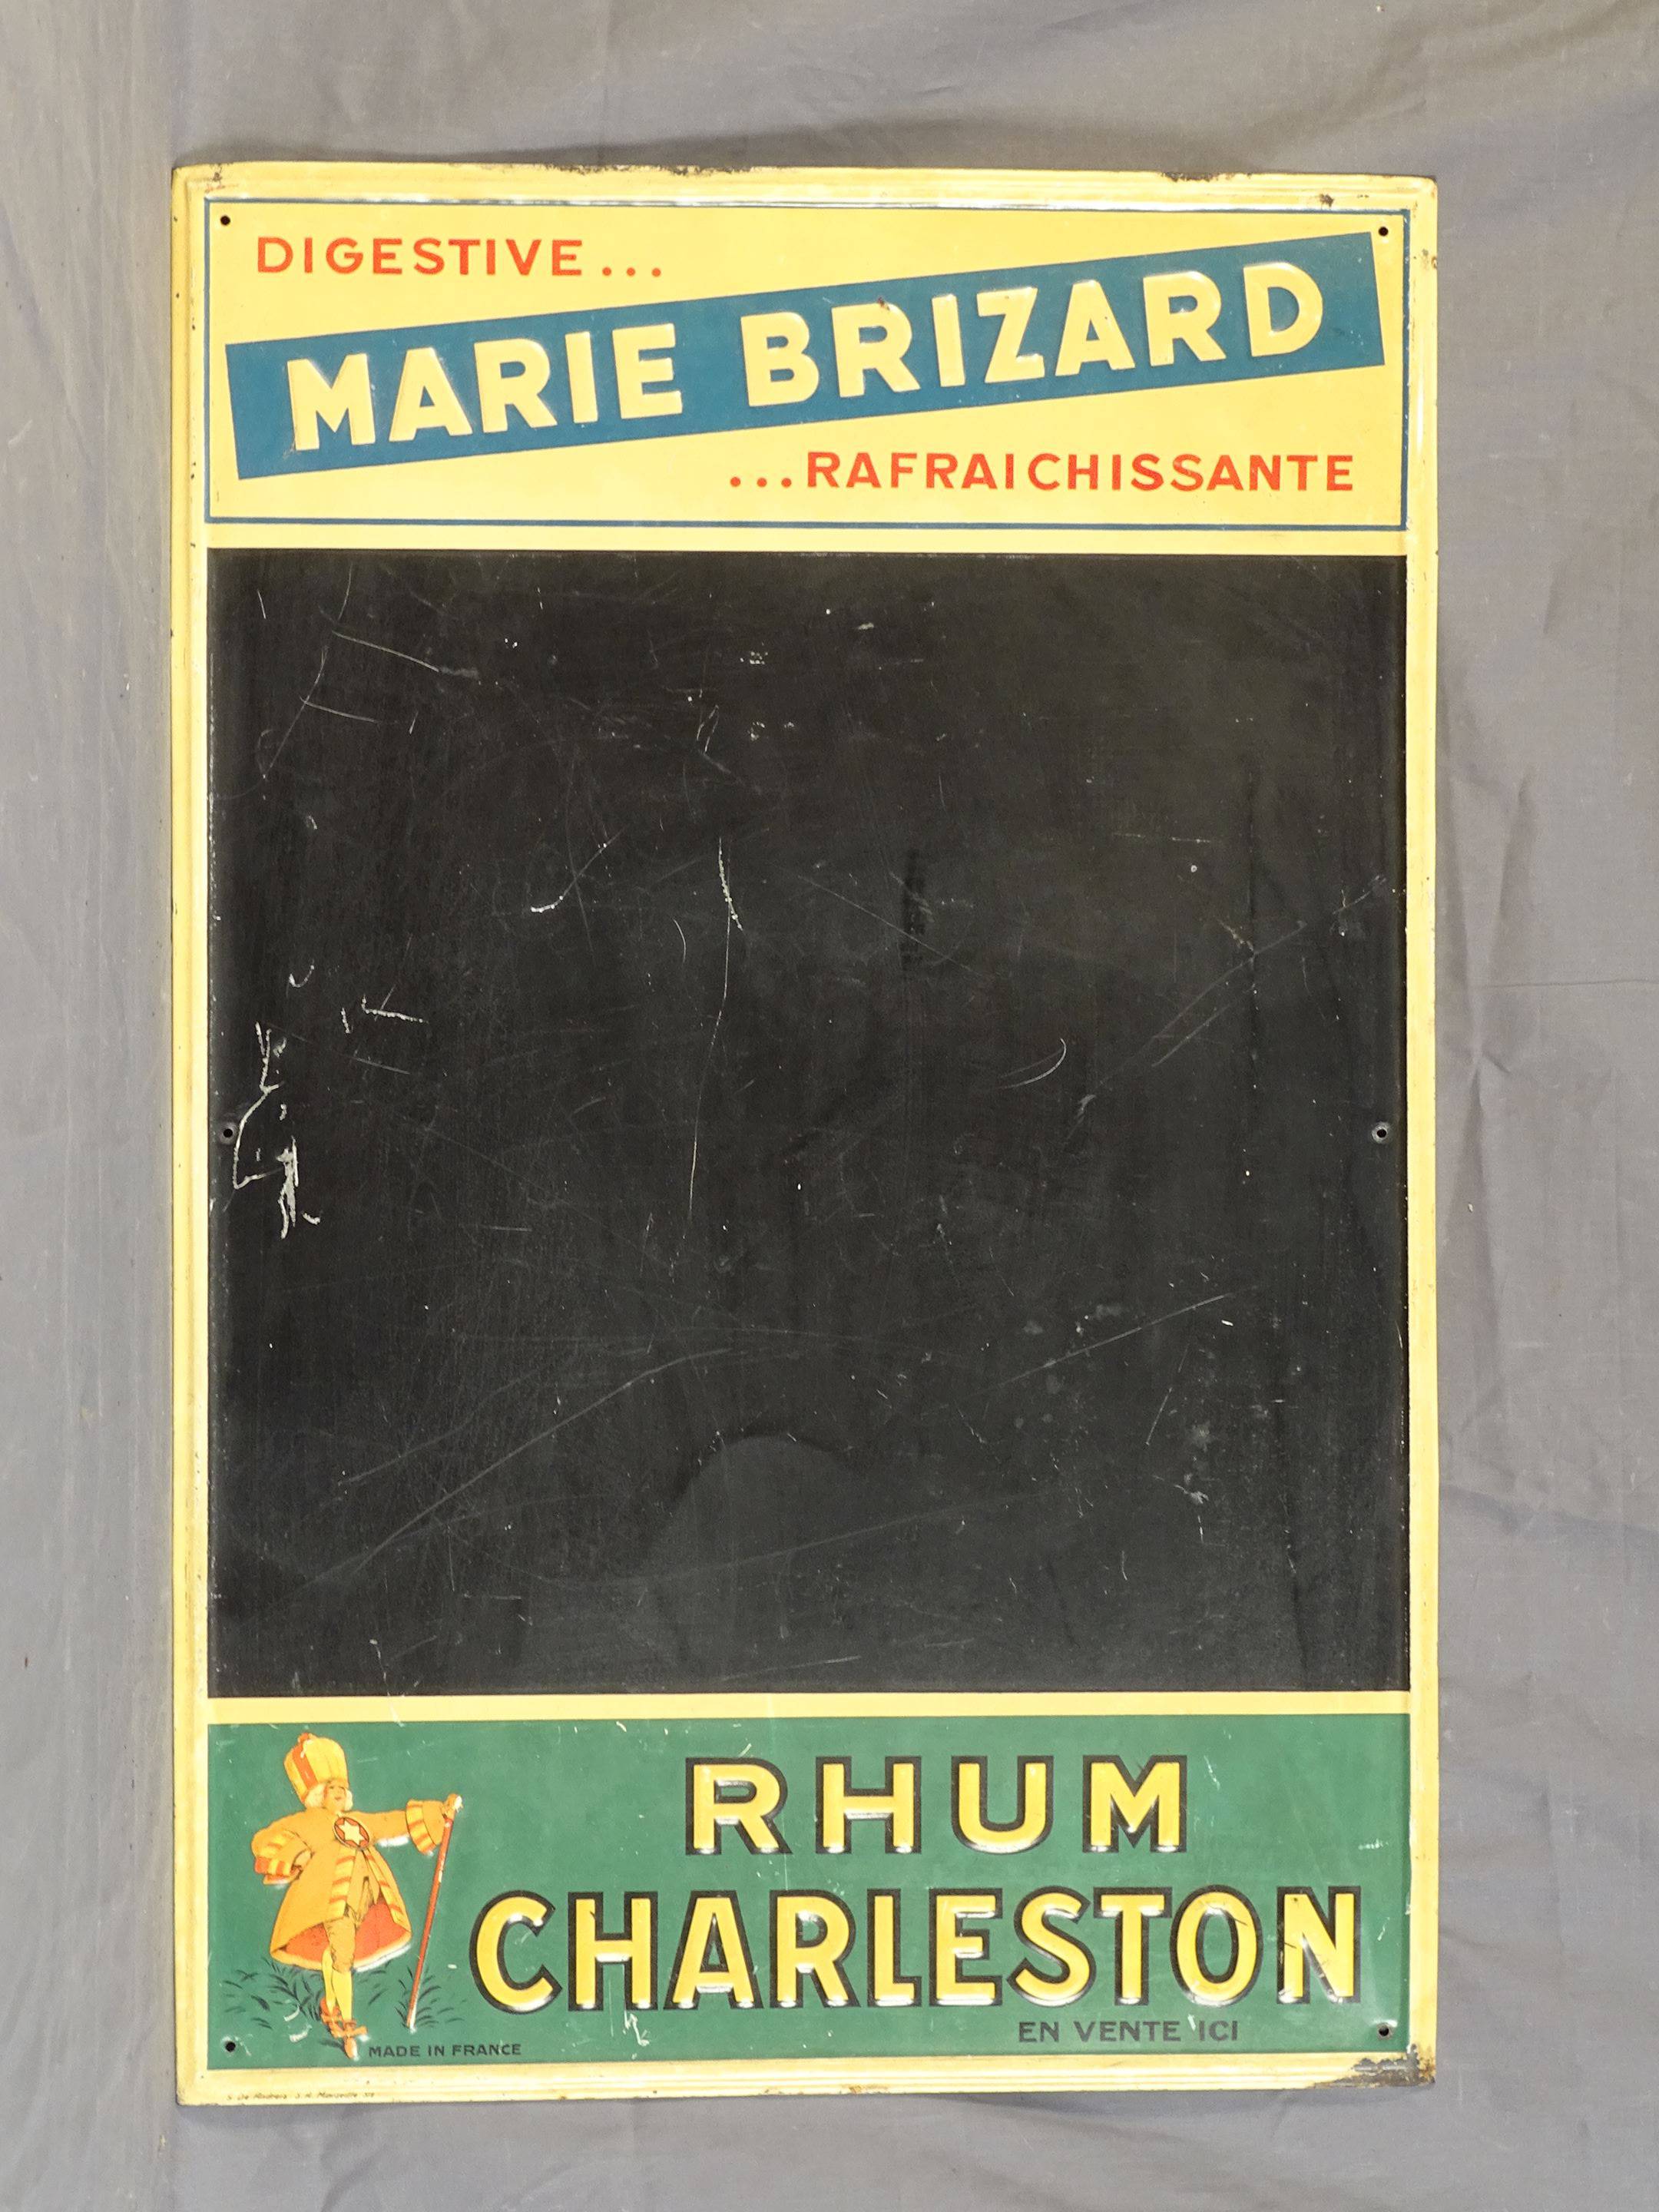 DIGESTIVE...
MARIE BRIZARD
...RAFRAICHISSANTE
RHUM
CHARLESTON
EN VENTE ICI
MADE IN FRANCE